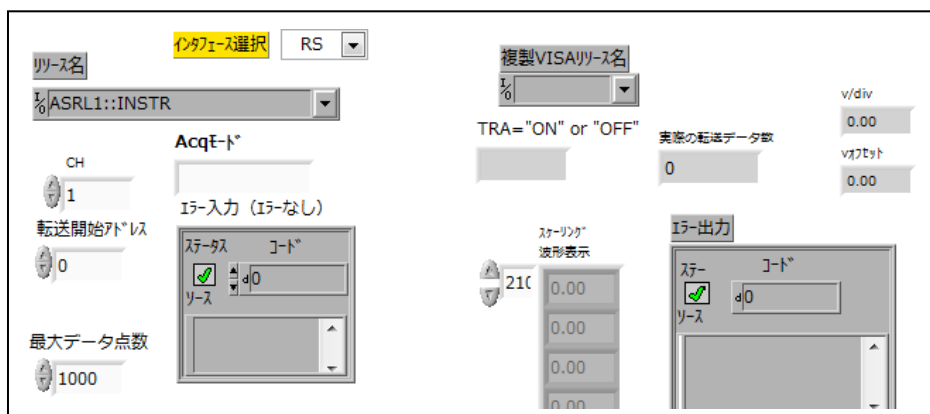 ｲﾝﾀﾌｪｰｽ選択
RS
ﾘｿｰｽ名
ASRL1::INSTR
Acqﾓｰﾄﾞ
CH
1
転送開始ｱﾄﾞﾚｽ
0
最大データ点数
1000
ｴﾗｰ入力（ｴﾗｰなし）
ｽﾃｰﾀｽ
ｺｰﾄﾞ
d0
ｿｰｽ
複製VISAﾘｿｰｽ名
TRA="ON" or "OFF"
実際の転送データ数
0
v/div
0.00
vｵﾌｾｯﾄ
0.00
ｽｹｰﾘﾝｸﾞ
波形表示
210
0.00
0.00
0.00
0.00
ｴﾗｰ出力
ｽﾃｰ
ｺｰﾄﾞ
d0
ｿｰｽ